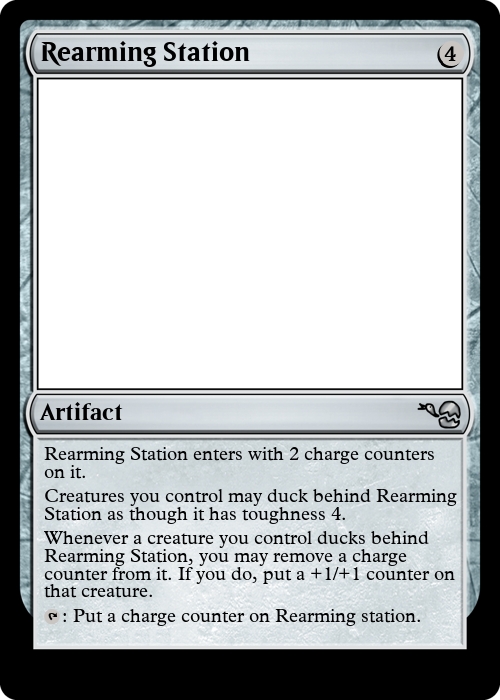 Rearming Station 4
Artifact
Rearming Station enters with 2 charge counters
on it.
Creatures you control may duck behind Rearming
Station as though it has toughness 4.
Whenever a creature you control ducks behind
Rearming Station, you may remove a charge
counter from it. If you do, put a +1/+1 counter on
that creature.
: Put a charge counter on Rearming station.